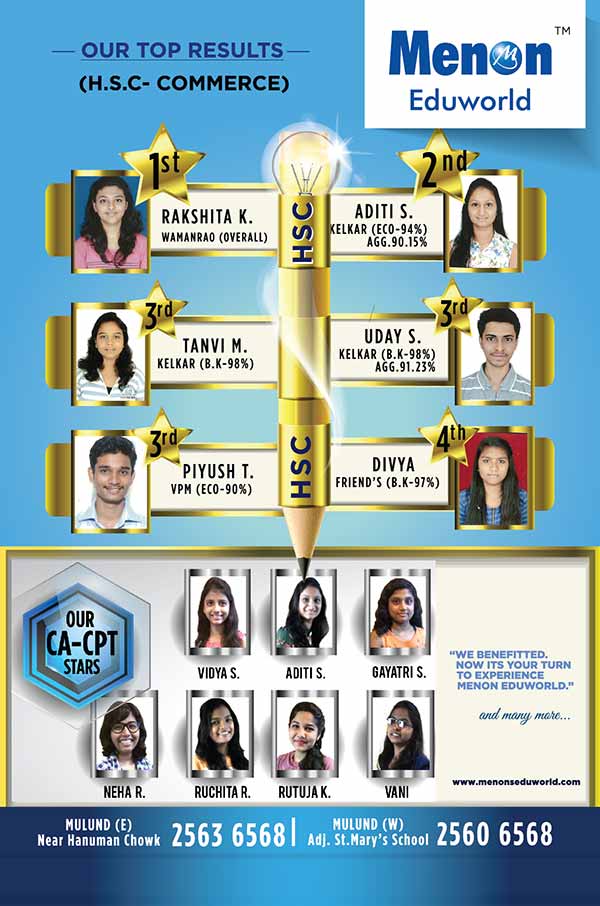 OUR TOP RESULTS
(H.S.C- COMMERCE)
Menon
TM
Eduworld
1st
RAKSHITA K.
WAMANRAO (OVERALL)
2nd
ADITI S.
KELKAR (ECO-94%)
AGG.90.15%
HSC
3rd
TANVI M.
KELKAR (B.K-98%)
3rd
UDAY S.
KELKAR (B.K-98%)
AGG.91.23%
3rd
PIYUSH T.
VPM (ECO-90%)
4th
DIVYA
FRIEND'S (B.K-97%)
HSC
OUR
CA-CPT
STARS
VIDYA S.
ADITI S.
GAYATRI S.
NEHA R.
RUCHITA R.
RUTUJA K.
VANI
"WE BENEFITTED.
NOW ITS YOUR TURN
TO EXPERIENCE
MENON EDUWORLD."
and many more...
www.menonseduworld.com
MULUND (E)
Near Hanuman Chowk
2563 6568
MULUND (W)
Adj. St.Mary's School
2560 6568